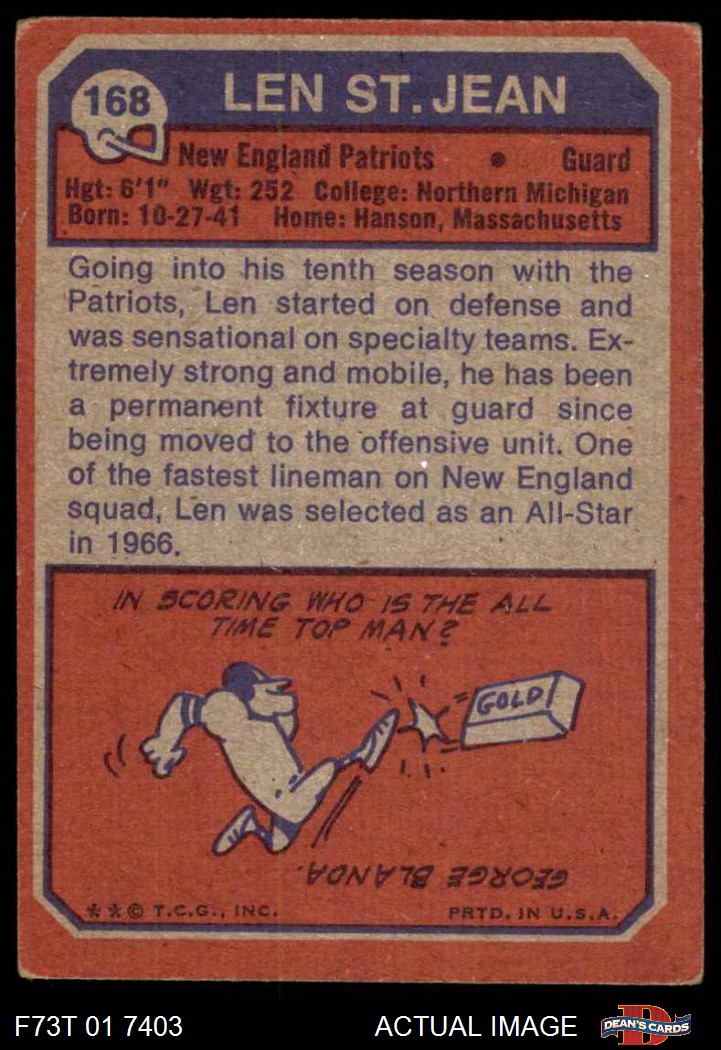 168
LEN ST. JEAN
New England Patriots • Guard
Hgt: 6'1" Wgt: 252 College: Northern Michigan
Born: 10-27-41 Home: Hanson, Massachusetts
Going into his tenth season with the
Patriots, Len started on defense and
was sensational on specialty teams. Ex-
tremely strong and mobile, he has been
a permanent fixture at guard since
being moved to the offensive unit. One
of the fastest lineman on New England
squad, Len was selected as an All-Star
in 1966.
IN SCORING WHO IS THE ALL
TIME TOP MAN?
GOLD
GEORGE BLANDA.
**© T.C.G., INC. PRTD. IN U.S.A.
F73T 01 7403 ACTUAL IMAGE
D
DEAN'S CARDS